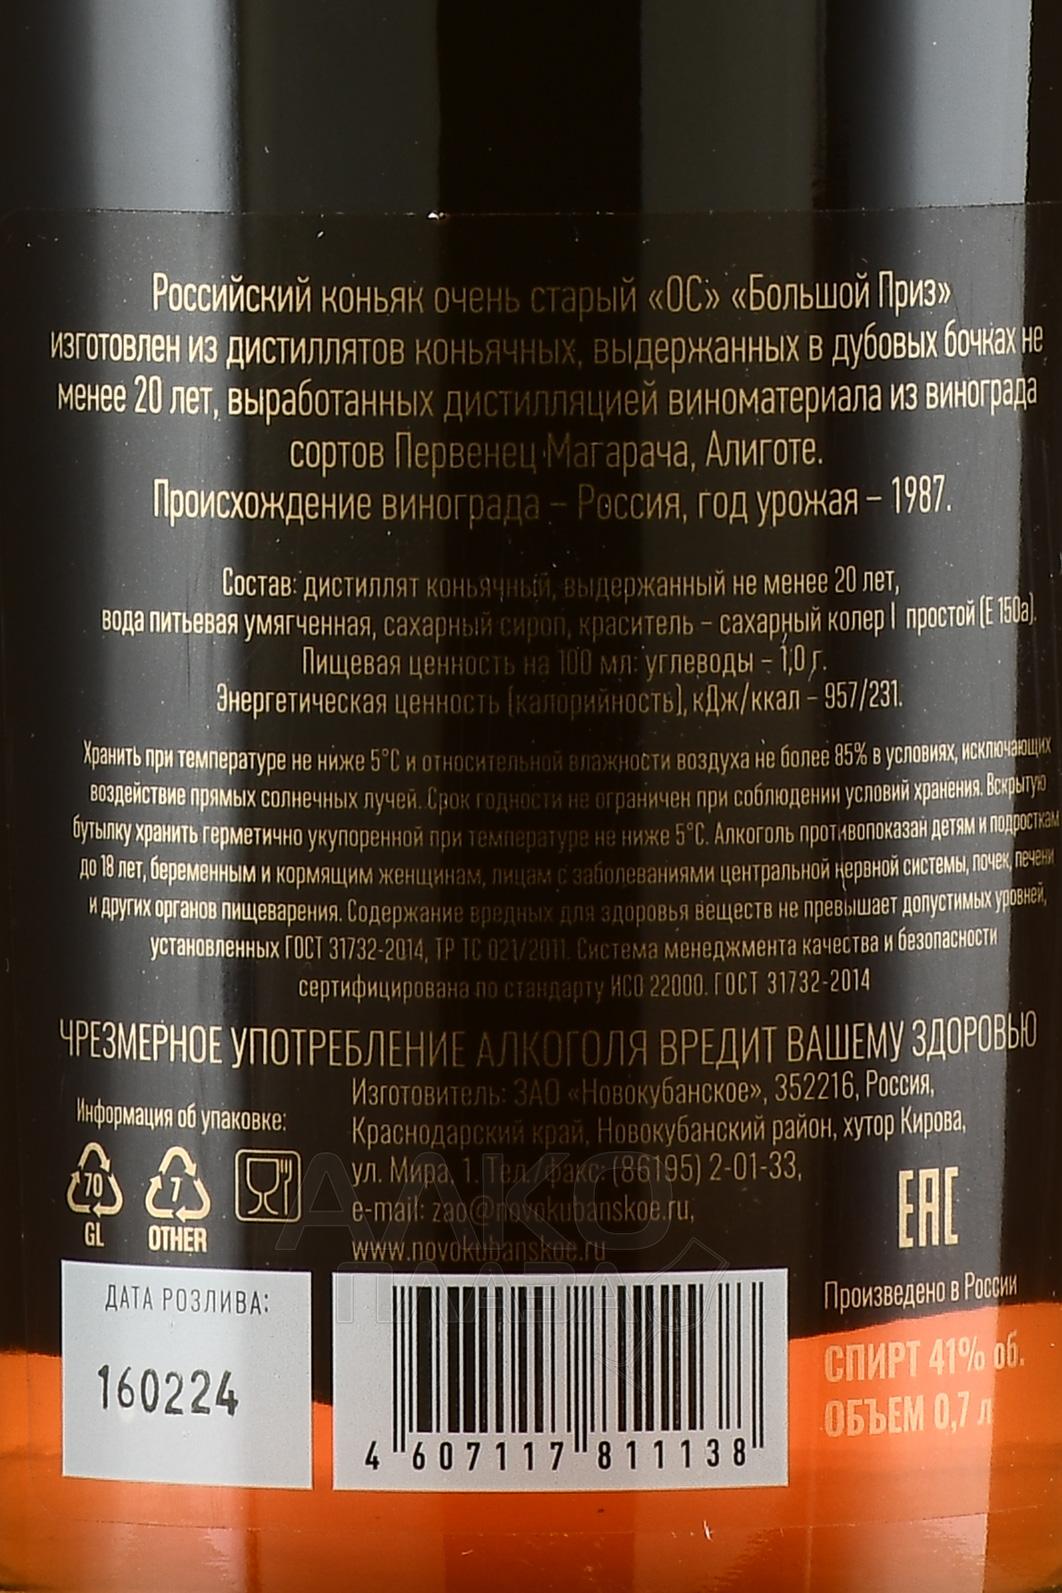 Российский коньяк очень старый «ОС» «Большой Приз»
изготовлен из дистиллятов коньячных, выдержанных в дубовых бочках не
менее 20 лет, выработанных дистилляцией виноматериала из винограда
сортов Первенец Магарача, Алиготе.
Происхождение винограда – Россия, год урожая – 1987.
Состав: дистиллят коньячный, выдержанный не менее 20 лет,
вода питьевая умягченная, сахарный сироп, краситель – сахарный колер I простой (Е 150а).
Пищевая ценность на 100 мл: углеводы – 1,0 г.
Энергетическая ценность (калорийность), кДж/ккал – 957/231.
Хранить при температуре не ниже 5°С и относительной влажности воздуха не более 85% в условиях, исключающих
воздействие прямых солнечных лучей. Срок годности не ограничен при соблюдении условий хранения. Вскрытую
бутылку хранить герметично укупоренной при температуре не ниже 5°С. Алкоголь противопоказан детям и подросткам
до 18 лет, беременным и кормящим женщинам, лицам с заболеваниями центральной нервной системы, почек, печени
и других органов пищеварения. Содержание вредных для здоровья веществ не превышает допустимых уровней,
установленных ГОСТ 31732-2014, ТР ТС 021/2011. Система менеджмента качества и безопасности
сертифицирована по стандарту ИСО 22000. ГОСТ 31732-2014
ЧРЕЗМЕРНОЕ УПОТРЕБЛЕНИЕ АЛКОГОЛЯ ВРЕДИТ ВАШЕМУ ЗДОРОВЬЮ
Изготовитель: ЗАО «Новокубанское», 352216, Россия,
Краснодарский край, Новокубанский район, хутор Кирова,
ул. Мира, 1. Тел./факс: (86195) 2-01-33,
e-mail: zao@novokubanskoe.ru,
www.novokubanskoe.ru
Информация об упаковке:
70
GL
7
OTHER
EAC
Произведено в России
СПИРТ 41% об.
ОБЪЕМ 0,7 л
ДАТА РОЗЛИВА:
160224
4 607117 811138
АЛКО
ПЛАЗА